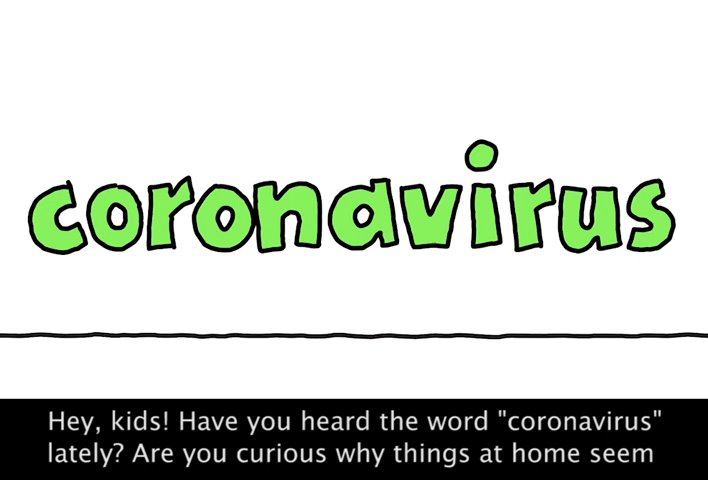 coronavirus
Hey, kids! Have you heard the word "coronavirus"
lately? Are you curious why things at home seem